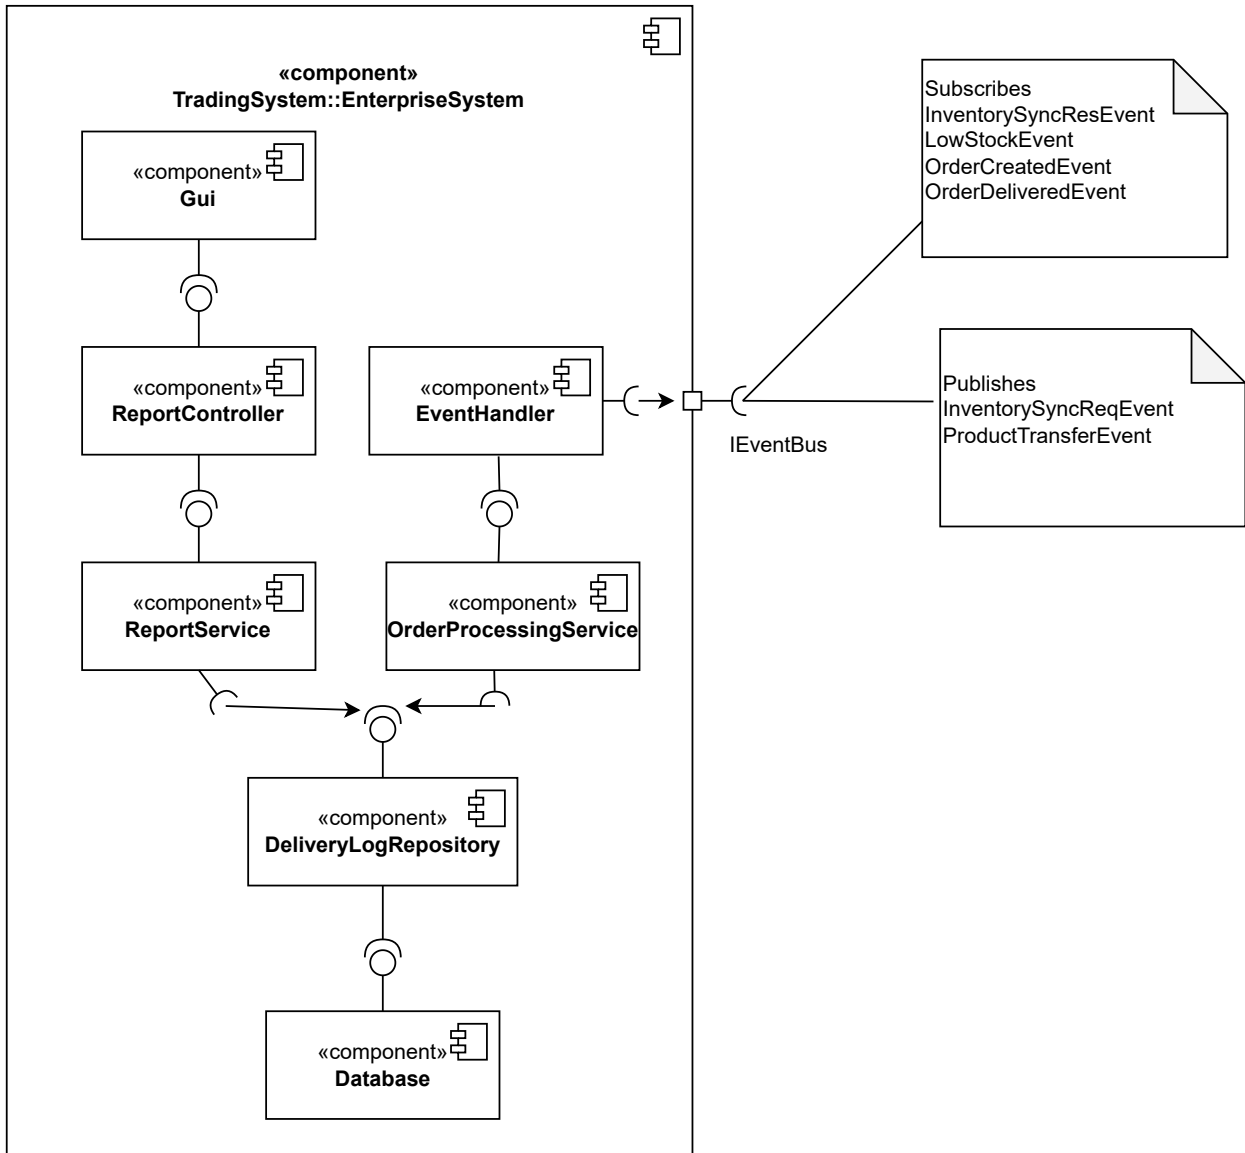 «component»
TradingSystem::EnterpriseSystem
«component»
Gui
«component»
ReportController
«component»
EventHandler
«component»
ReportService
«component»
OrderProcessingService
«component»
DeliveryLogRepository
«component»
Database
IEventBus
Subscribes
InventorySyncResEvent
LowStockEvent
OrderCreatedEvent
OrderDeliveredEvent
Publishes
InventorySyncReqEvent
ProductTransferEvent